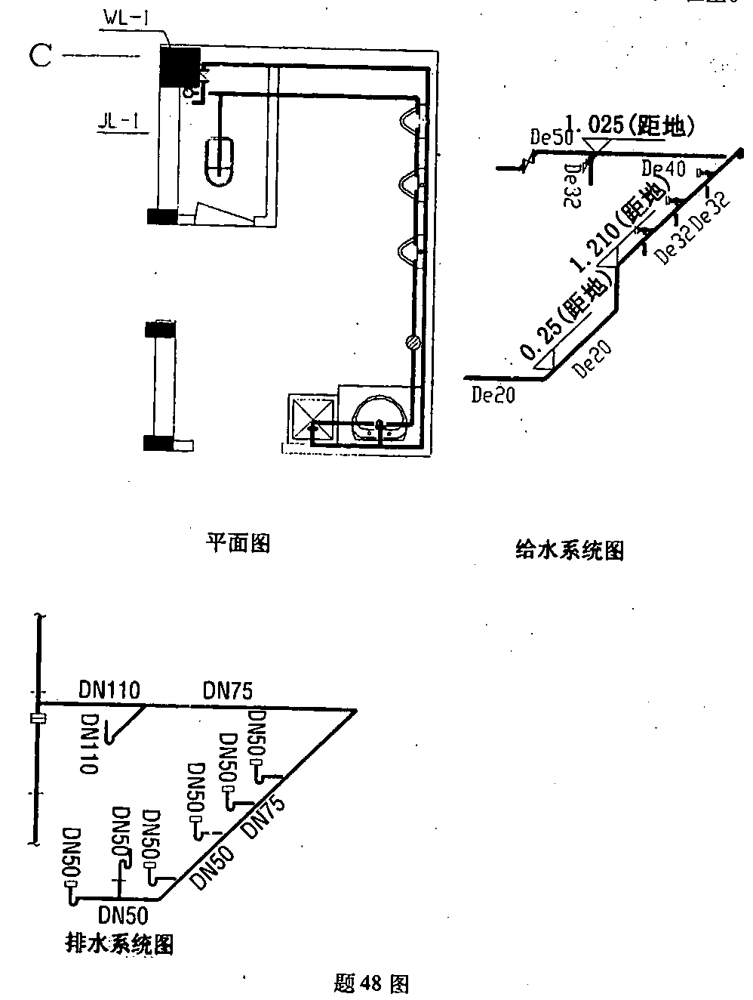 WL-1
C
JL-1
De50
1.025(距地)
De32
De40
1.210(距地)
De32
De32
0.25(距地)
De20
De20
平面图
给水系统图
DN110
DN75
DN110
DN50
DN50
DN50
DN75
DN50
DN50
DN50
DN50
DN50
排水系统图
题48图